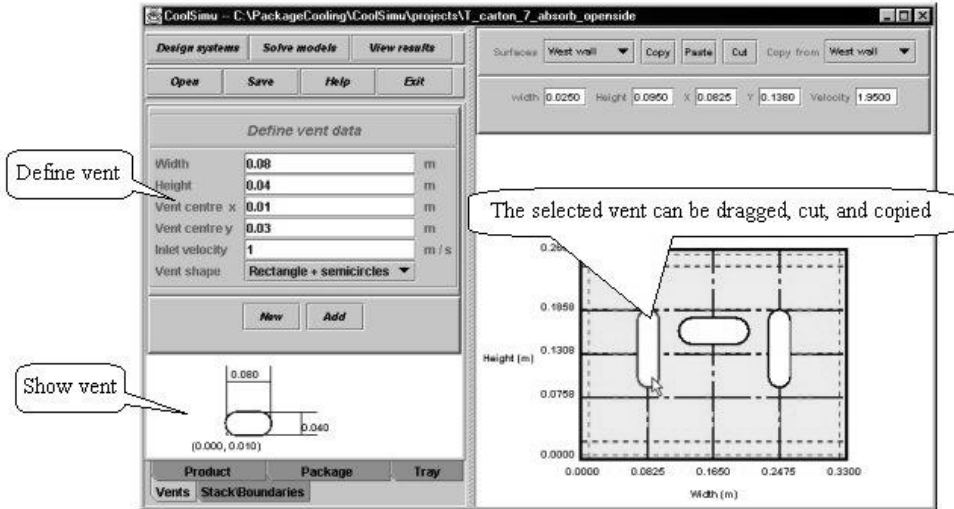 CoolSimu -- C:\PackageCooling\CoolSimu\projects\T_carton_7_absorb_openside
Design systems Solve models View results
Open Save Help Exit
Surfaces West wall Copy Paste Cut Copy from West wall
width 0.0250 Height 0.0950 X 0.0825 Y 0.1380 Velocity 1.9500
Define vent data
Width 0.08 m
Height 0.04 m
Vent centre x 0.01 m
Vent centre y 0.03 m
Inlet velocity 1 m / s
Vent shape Rectangle + semicircles
New Add
Define vent
Show vent
0.080
0.040
(0.000, 0.010)
Product Package Tray
Vents Stack\Boundaries
The selected vent can be dragged, cut, and copied
0.1858
Height (m) 0.1308
0.0758
0.0000
0.0000 0.0825 0.1650 0.2475 0.3300
Width (m)